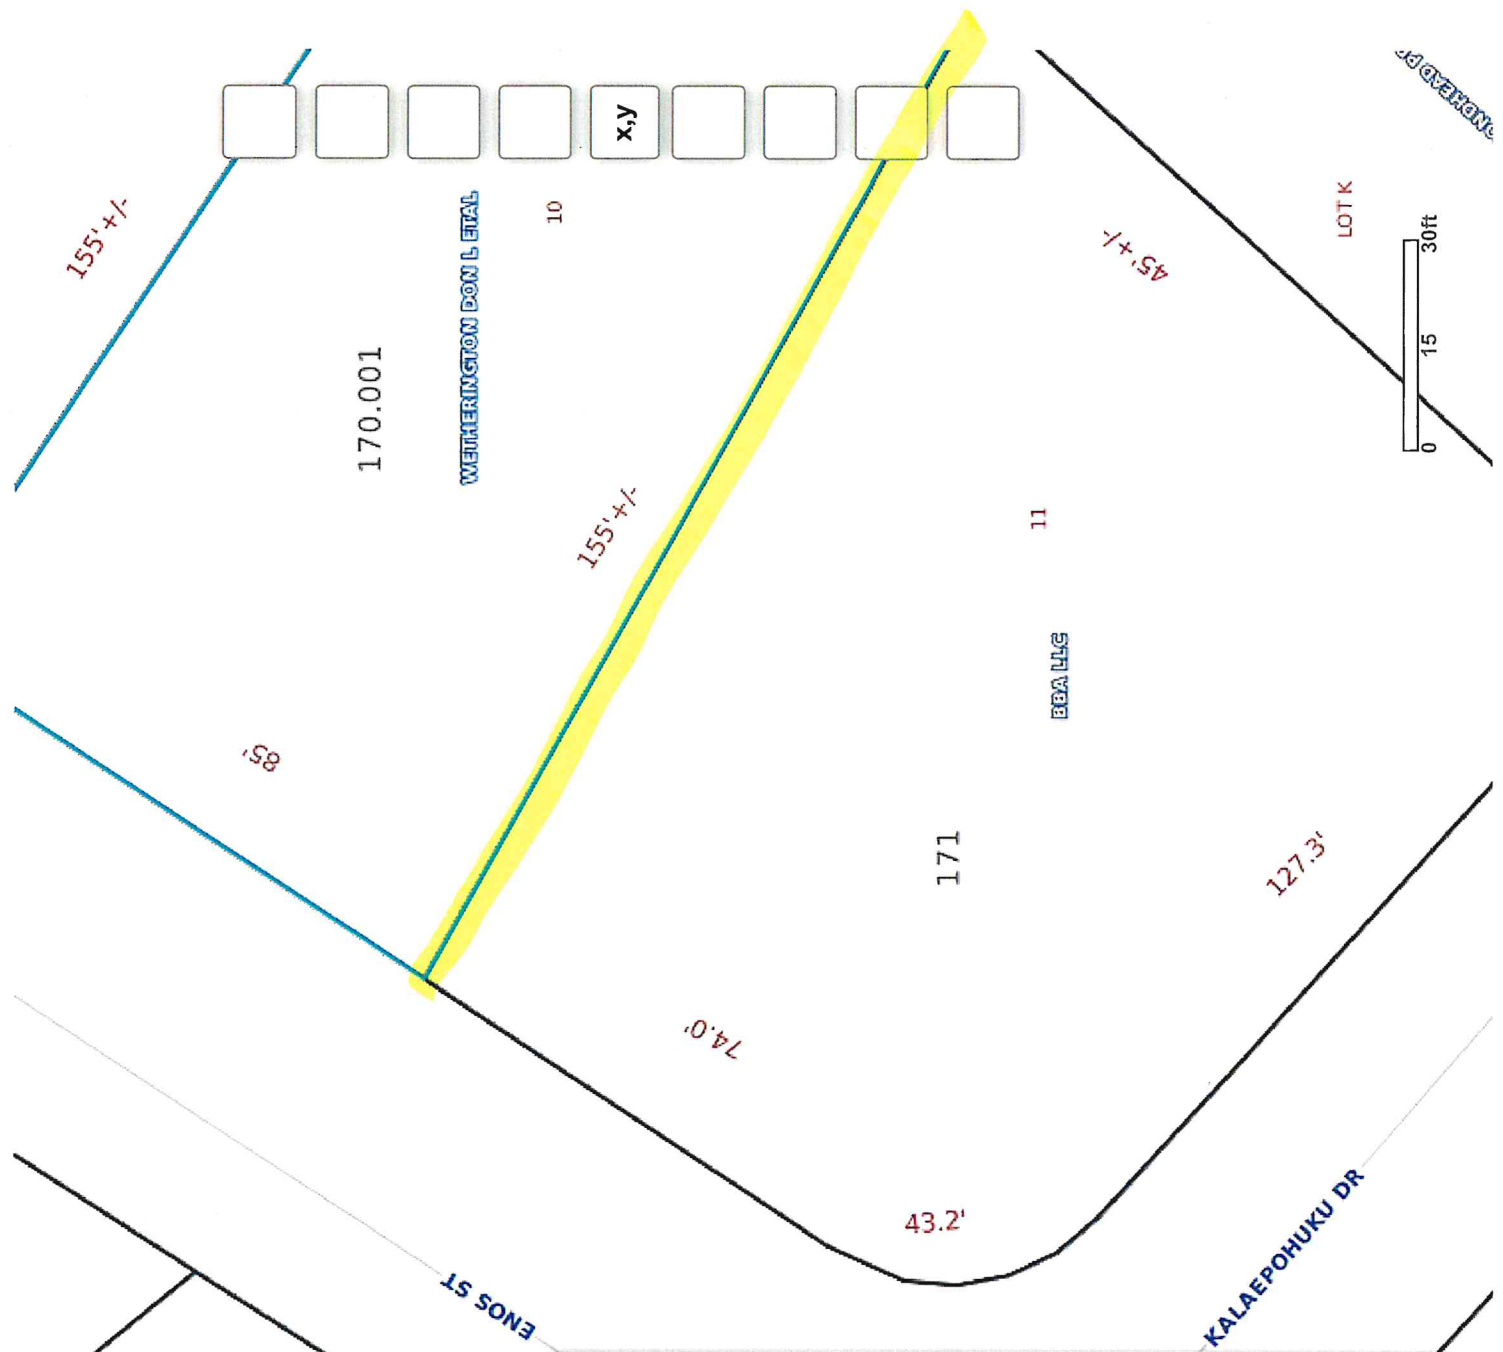 155'+/-
x,y
WETHERINGTON DON L ETAL
10
170.001
155'+/-
45'+/-
LOT K
0 15 30ft
11
BBA LLC
85'
171
127.3'
74.0'
43.2'
ENOS ST
KALAEPOHUKU DR